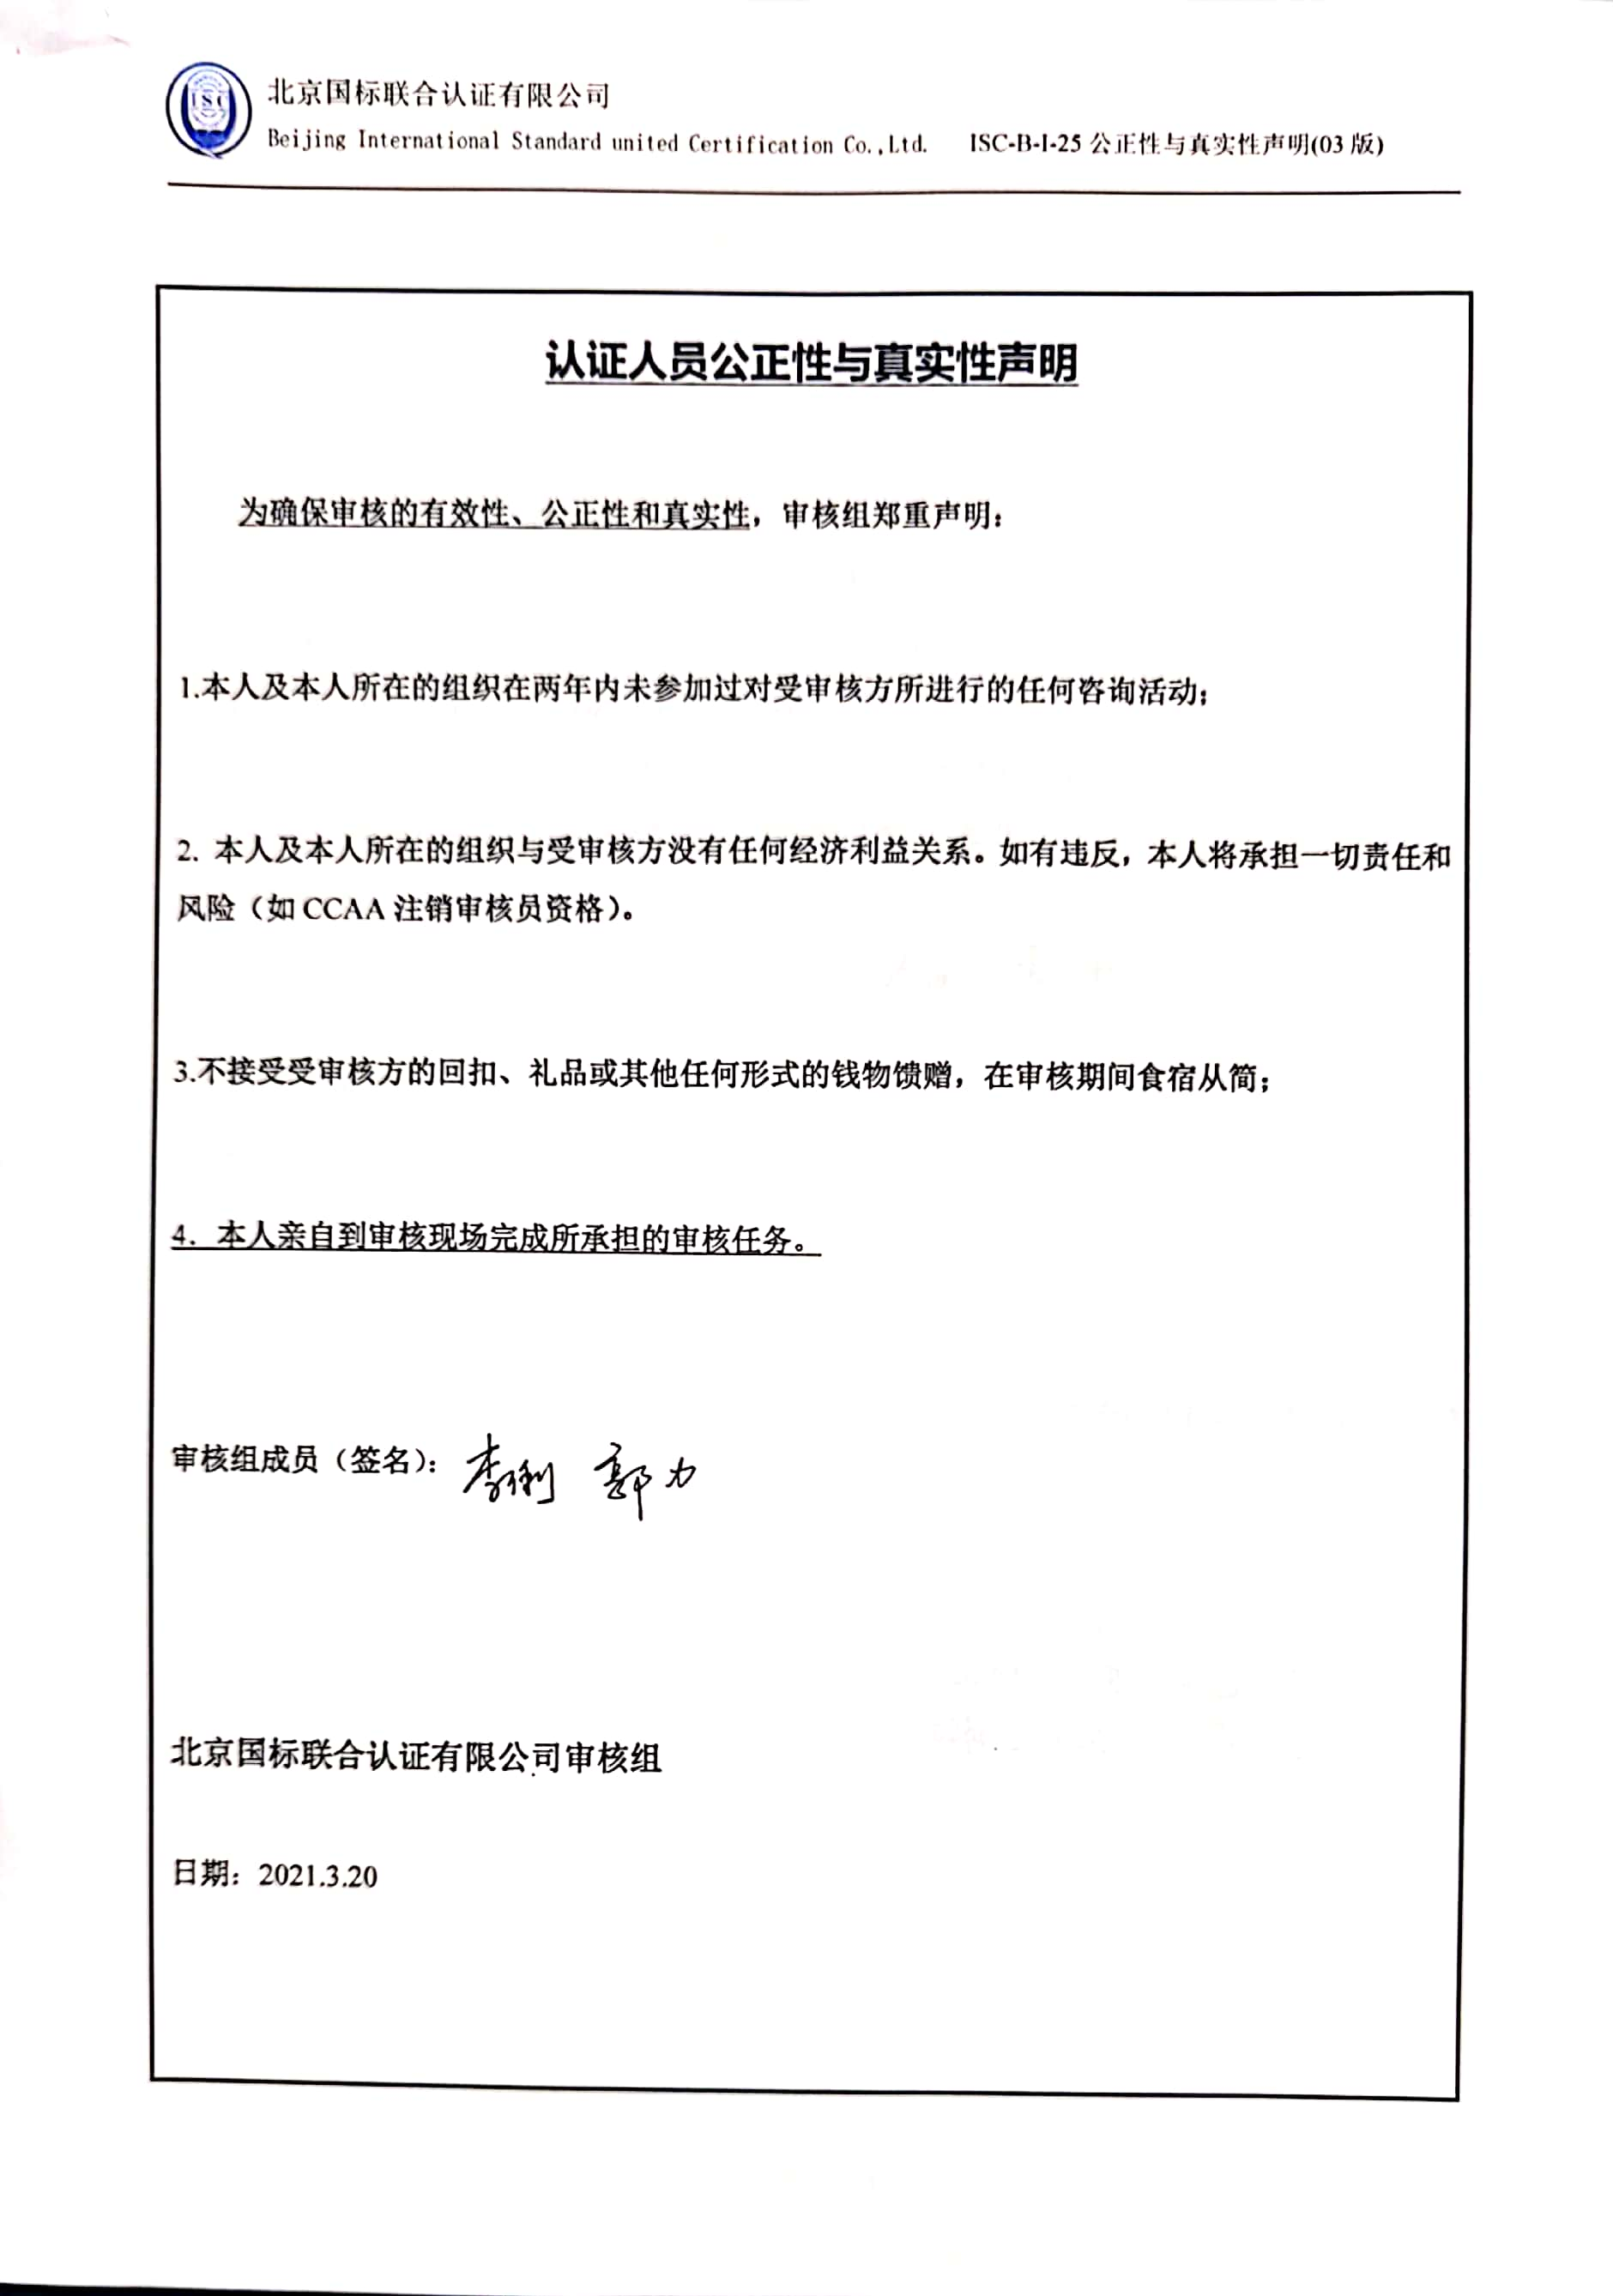 ISC
北京国标联合认证有限公司
Beijing International Standard united Certification Co.,Ltd. ISC-B-I-25 公正性与真实性声明(03 版)
认证人员公正性与真实性声明
为确保审核的有效性、公正性和真实性，审核组郑重声明：
1.本人及本人所在的组织在两年内未参加过对受审核方所进行的任何咨询活动；
2. 本人及本人所在的组织与受审核方没有任何经济利益关系。如有违反，本人将承担一切责任和
风险（如 CCAA 注销审核员资格）。
3.不接受受审核方的回扣、礼品或其他任何形式的钱物馈赠，在审核期间食宿从简；
4. 本人亲自到审核现场完成所承担的审核任务。
审核组成员（签名）： 李俐 郭力
北京国标联合认证有限公司审核组
日期：2021.3.20